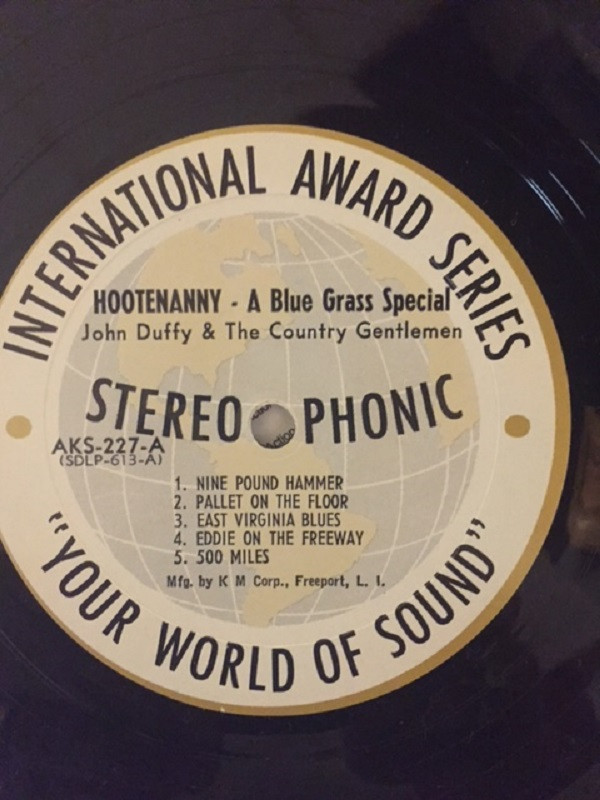 INTERNATIONAL AWARD SERIES
HOOTENANNY - A Blue Grass Special
John Duffy & The Country Gentlemen
STEREO PHONIC
AKS-227-A
(SDLP-613-A)
1. NINE POUND HAMMER
2. PALLET ON THE FLOOR
3. EAST VIRGINIA BLUES
4. EDDIE ON THE FREEWAY
5. 500 MILES
Mfg. by K M Corp., Freeport, L. I.
"YOUR WORLD OF SOUND"